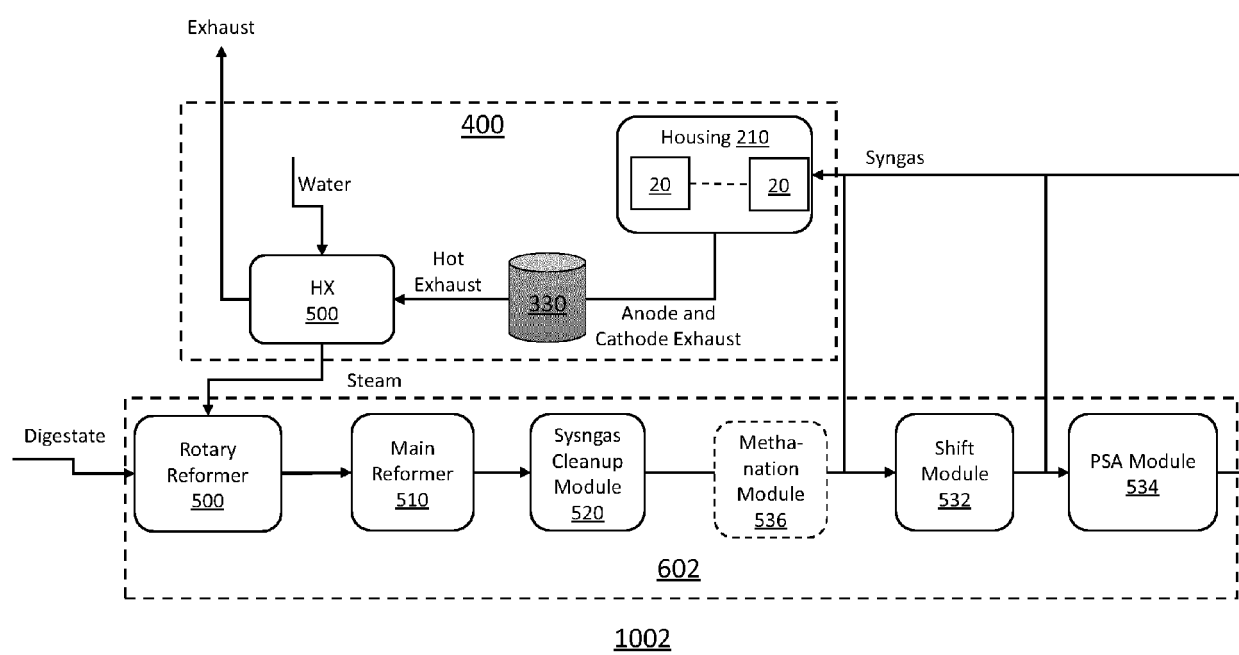 Exhaust
400
Housing 210
20
20
Syngas
Water
HX
500
Hot
Exhaust
330
Anode and
Cathode Exhaust
Steam
Digestate
Rotary
Reformer
500
Main
Reformer
510
Sysngas
Cleanup
Module
520
Metha-
nation
Module
536
Shift
Module
532
PSA Module
534
602
1002